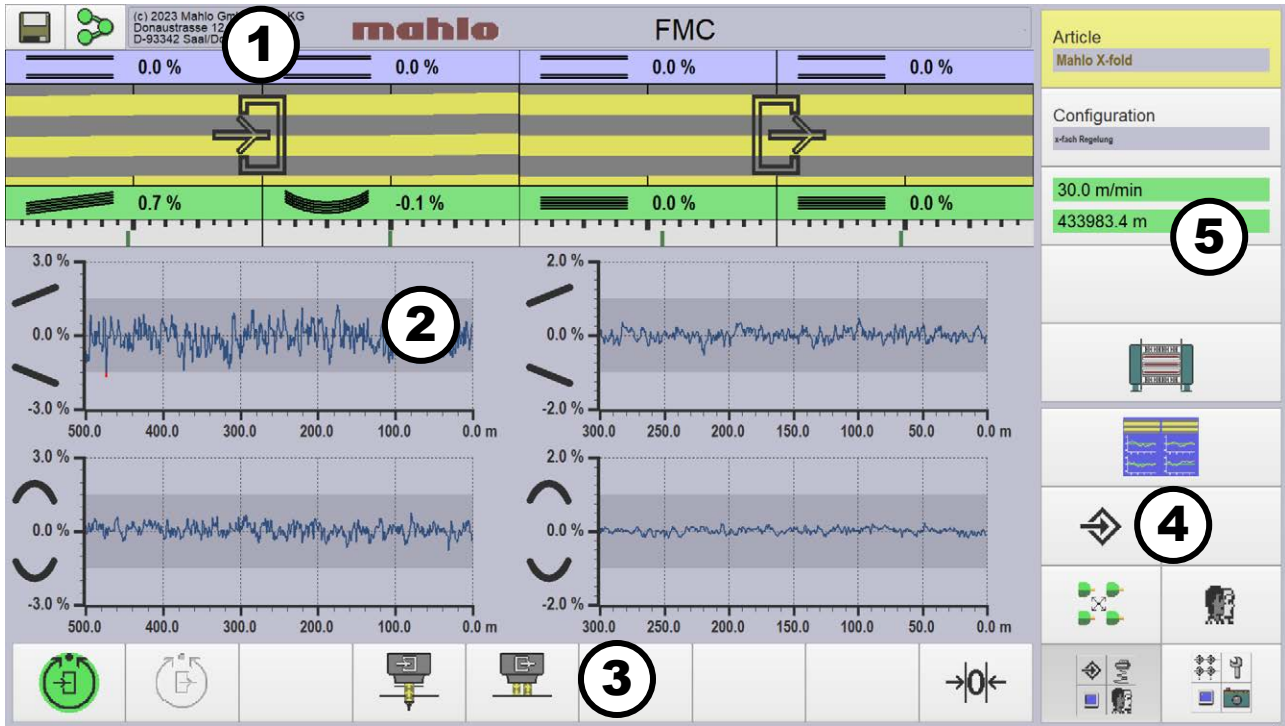 (c) 2023 Mahlo KG
Donaustrasse 12
D-93342 Saal/Do
mahlo
FMC
1
0.0 %
0.0 %
0.0 %
0.0 %
0.7 %
-0.1 %
0.0 %
0.0 %
3.0 %
0.0 %
-3.0 %
500.0 400.0 300.0 200.0 100.0 0.0 m
2
2.0 %
0.0 %
-2.0 %
300.0 250.0 200.0 150.0 100.0 50.0 0.0 m
3.0 %
0.0 %
-3.0 %
500.0 400.0 300.0 200.0 100.0 0.0 m
2.0 %
0.0 %
-2.0 %
300.0 250.0 200.0 150.0 100.0 50.0 0.0 m
3
→0←
Article
Mahlo X-fold
Configuration
x-fach Regelung
30.0 m/min
433983.4 m
5
4